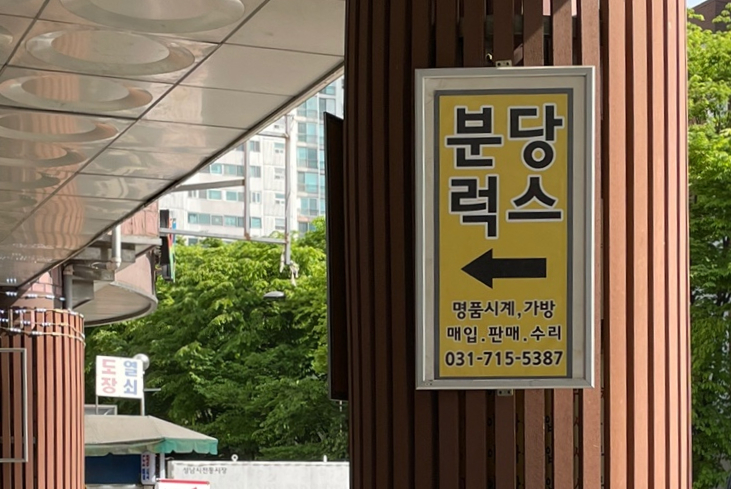 분당
럭스
명품시계,가방
매입.판매.수리
031-715-5387
도장
열쇠